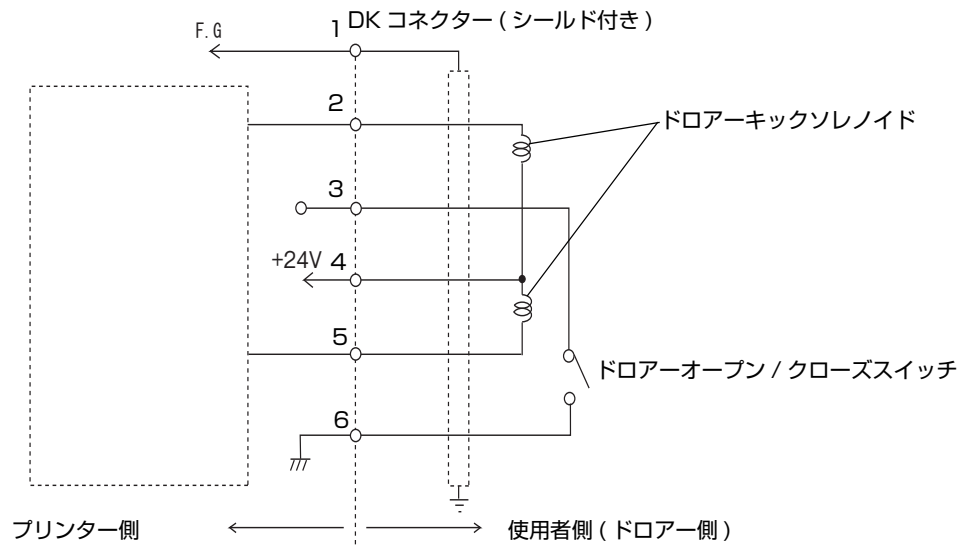 DK コネクター ( シールド付き )
F. G
1
2
ドロアーキックソレノイド
3
+24V 4
5
ドロアーオープン / クローズスイッチ
6
プリンター側
使用者側 ( ドロアー側 )